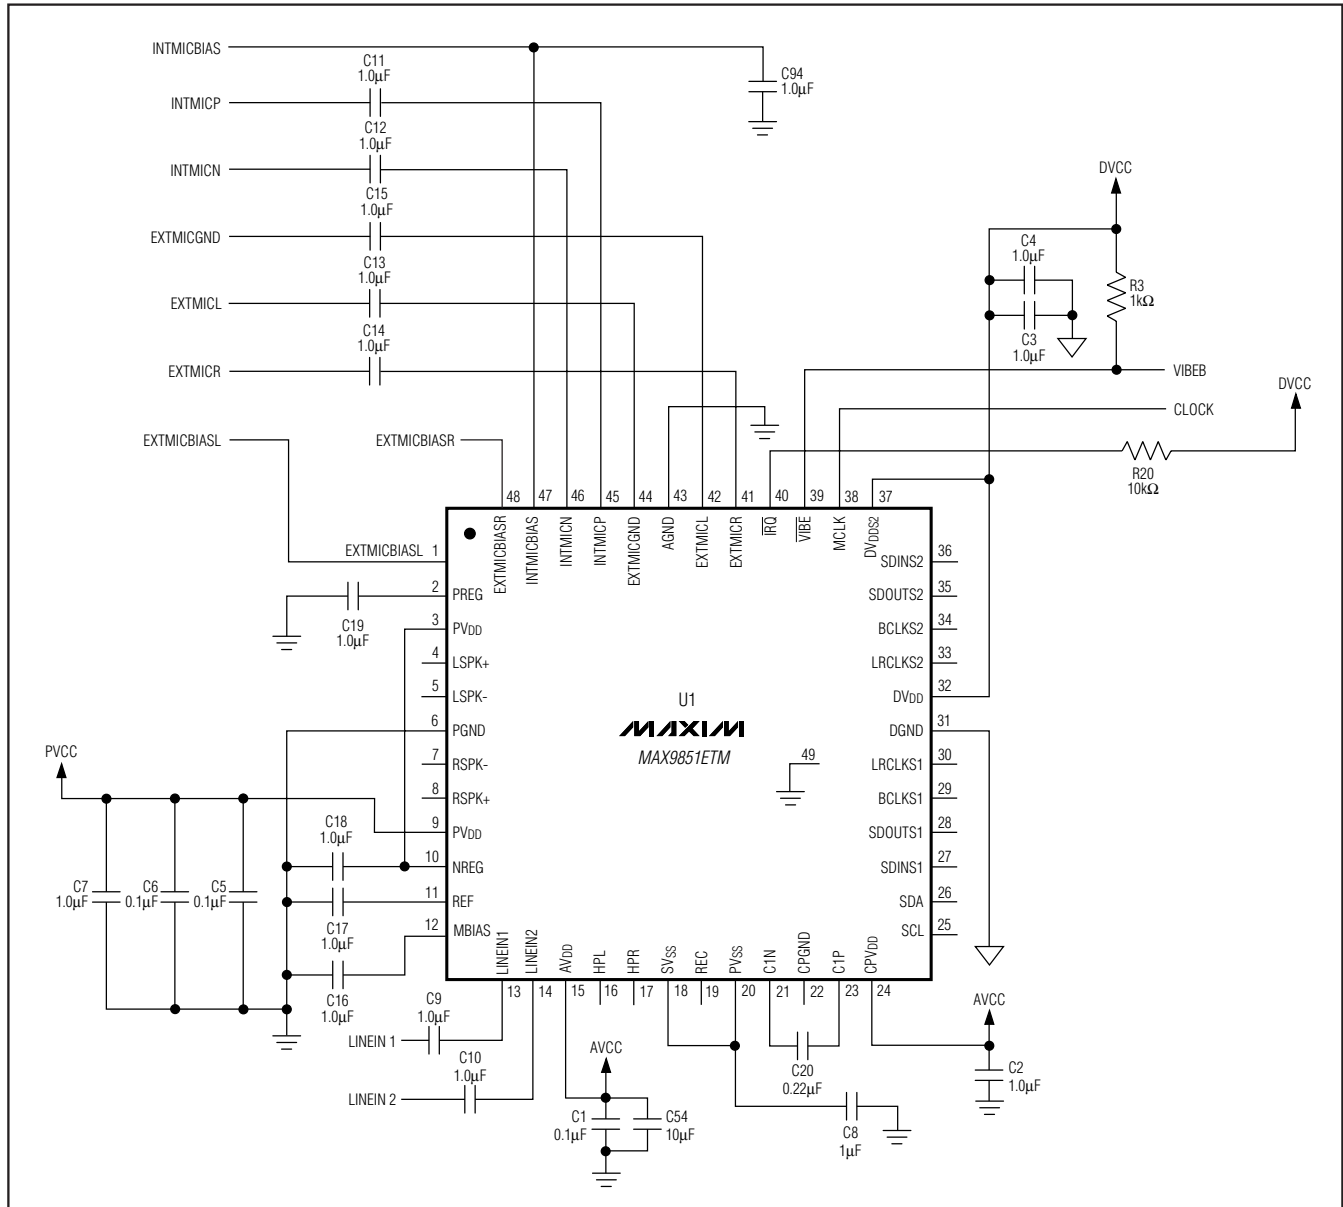 INTMICBIAS
C11
1.0µF
C94
1.0µF
INTMICP
C12
1.0µF
INTMICN
C15
1.0µF
DVCC
EXTMICGND
C13
1.0µF
C4
1.0µF
R3
1kΩ
EXTMICL
C14
1.0µF
C3
1.0µF
EXTMICR
VIBEB
DVCC
CLOCK
EXTMICBIASL
EXTMICBIASR
R20
10kΩ
48 47 46 45 44 43 42 41 40 39 38 37
EXTMICBIASR
INTMICBIAS
INTMICN
INTMICP
EXTMICGND
AGND
EXTMICL
EXTMICR
IRQ
VIBE
MCLK
DVDDS2
EXTMICBIASL 1
2 PREG
C19
1.0µF
3 PVDD
4 LSPK+
5 LSPK-
6 PGND
7 RSPK-
8 RSPK+
9 PVDD
10 NREG
11 REF
12 MBIAS
SDINS2 36
SDOUTS2 35
BCLKS2 34
LRCLKS2 33
DVDD 32
DGND 31
LRCLKS1 30
BCLKS1 29
SDOUTS1 28
SDINS1 27
SDA 26
SCL 25
U1
MAXIM
MAX9851ETM
49
PVCC
C18
1.0µF
C7
1.0µF
C6
0.1µF
C5
0.1µF
C17
1.0µF
C16
1.0µF
LINEIN1
LINEIN2
AVDD
HPL
HPR
SVSS
REC
PVSS
C1N
CPGND
C1P
CPVDD
13 14 15 16 17 18 19 20 21 22 23 24
C9
1.0µF
LINEIN 1
C10
1.0µF
LINEIN 2
AVCC
C1
0.1µF
C54
10µF
C20
0.22µF
C8
1µF
AVCC
C2
1.0µF